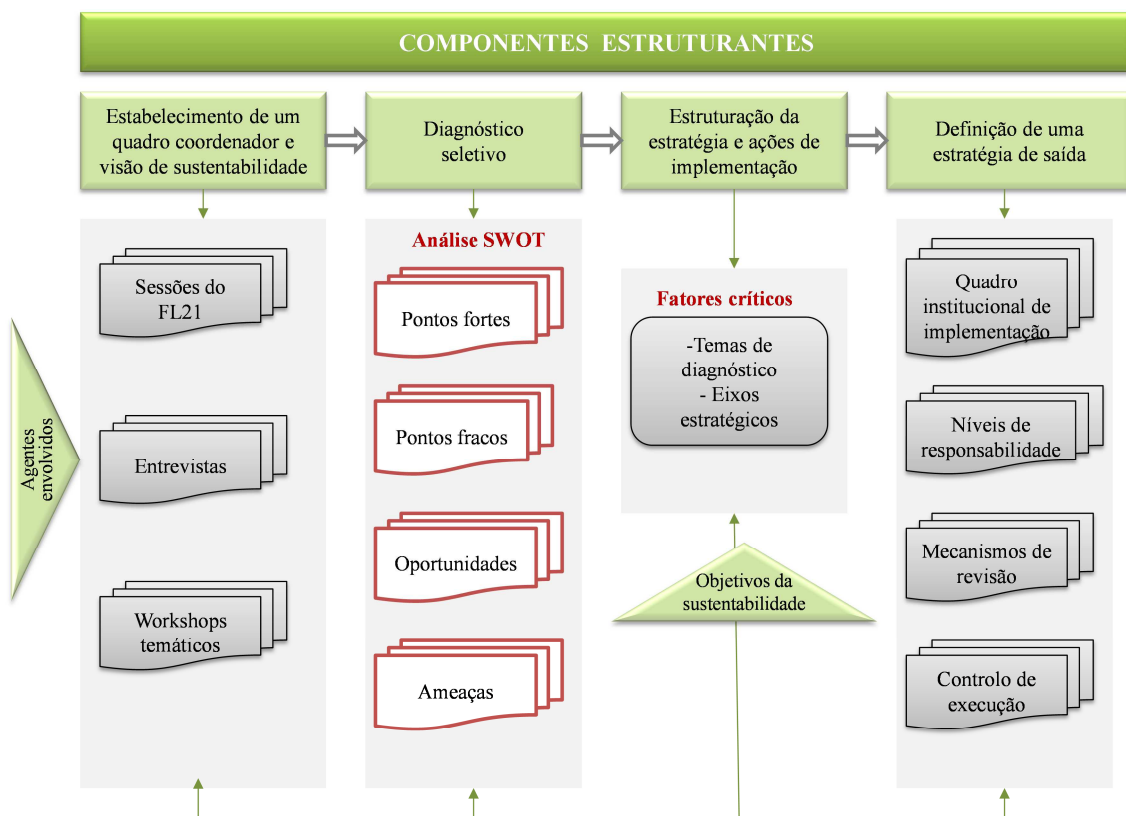 COMPONENTES ESTRUTURANTES
Estabelecimento de um
quadro coordenador e
visão de sustentabilidade
Diagnóstico
seletivo
Estruturação da
estratégia e ações de
implementação
Definição de uma
estratégia de saída
Agentes
envolvidos
Sessões do
FL21
Entrevistas
Workshops
temáticos
Análise SWOT
Pontos fortes
Pontos fracos
Oportunidades
Ameaças
Fatores críticos
-Temas de
diagnóstico
- Eixos
estratégicos
Objetivos da
sustentabilidade
Quadro
institucional de
implementação
Níveis de
responsabilidade
Mecanismos de
revisão
Controlo de
execução